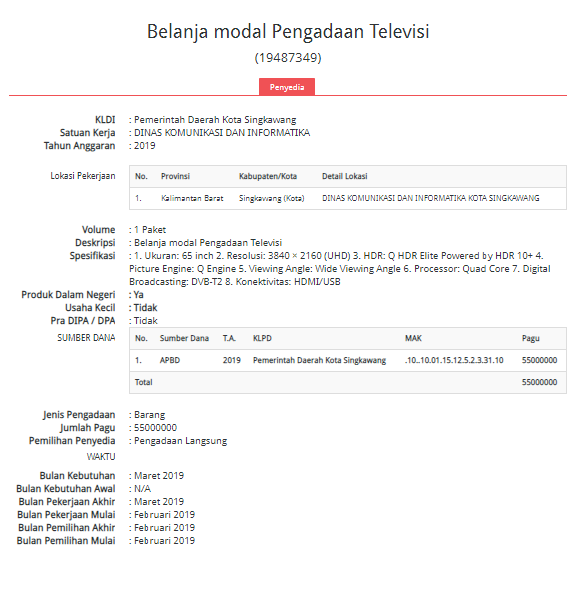 Belanja modal Pengadaan Televisi
(19487349)
Penyedia
KLDI : Pemerintah Daerah Kota Singkawang
Satuan Kerja : DINAS KOMUNIKASI DAN INFORMATIKA
Tahun Anggaran : 2019
Lokasi Pekerjaan
No. Provinsi Kabupaten/Kota Detail Lokasi
1. Kalimantan Barat Singkawang (Kota) DINAS KOMUNIKASI DAN INFORMATIKA KOTA SINGKAWANG
Volume : 1 Paket
Deskripsi : Belanja modal Pengadaan Televisi
Spesifikasi : 1. Ukuran: 65 inch 2. Resolusi: 3840 × 2160 (UHD) 3. HDR: Q HDR Elite Powered by HDR 10+ 4.
Picture Engine: Q Engine 5. Viewing Angle: Wide Viewing Angle 6. Processor: Quad Core 7. Digital
Broadcasting: DVB-T2 8. Konektivitas: HDMI/USB
Produk Dalam Negeri : Ya
Usaha Kecil : Tidak
Pra DIPA / DPA : Tidak
SUMBER DANA
No. Sumber Dana T.A. KLPD MAK Pagu
1. APBD 2019 Pemerintah Daerah Kota Singkawang .10..10.01.15.12.5.2.3.31.10 55000000
Total 55000000
Jenis Pengadaan : Barang
Jumlah Pagu : 55000000
Pemilihan Penyedia : Pengadaan Langsung
WAKTU
Bulan Kebutuhan : Maret 2019
Bulan Kebutuhan Awal : N/A
Bulan Pekerjaan Akhir : Maret 2019
Bulan Pekerjaan Mulai : Februari 2019
Bulan Pemilihan Akhir : Februari 2019
Bulan Pemilihan Mulai : Februari 2019